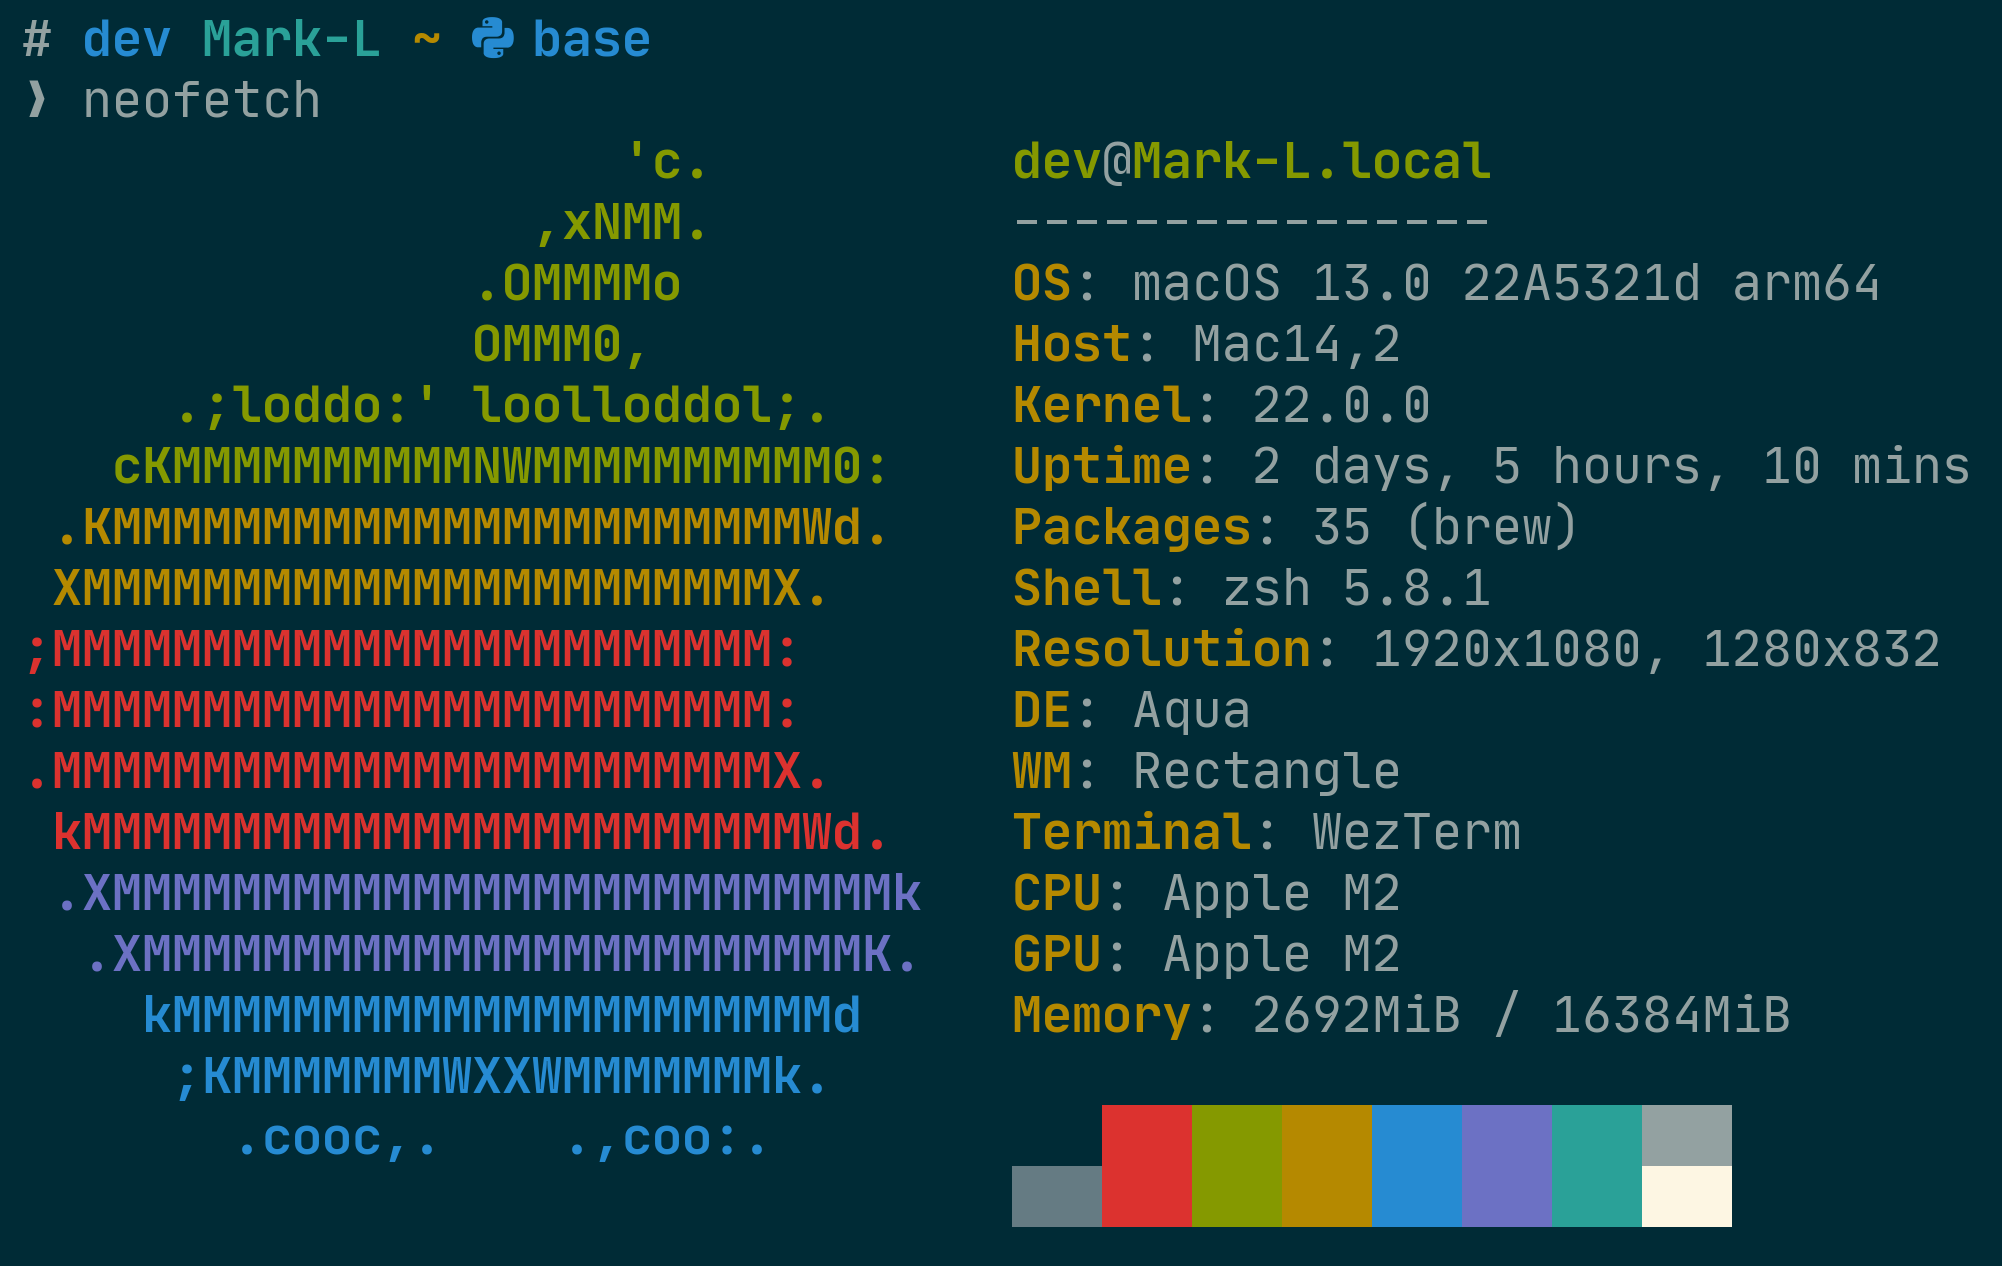 # dev Mark-L ~ base
❱ neofetch
'c.
,xNMM.
.OMMMMo
OMMM0,
.;loddo:' loolloddol;.
cKMMMMMMMMMMNWMMMMMMMMMM0:
.KMMMMMMMMMMMMMMMMMMMMMMMWd.
XMMMMMMMMMMMMMMMMMMMMMMMX.
;MMMMMMMMMMMMMMMMMMMMMMMM:
:MMMMMMMMMMMMMMMMMMMMMMMM:
.MMMMMMMMMMMMMMMMMMMMMMMMX.
kMMMMMMMMMMMMMMMMMMMMMMMMWd.
.XMMMMMMMMMMMMMMMMMMMMMMMMMMk
.XMMMMMMMMMMMMMMMMMMMMMMMMK.
kMMMMMMMMMMMMMMMMMMMMMMd
;KMMMMMMMWXXWMMMMMMMk.
.cooc,. .,coo:.
dev@Mark-L.local
----------------
OS: macOS 13.0 22A5321d arm64
Host: Mac14,2
Kernel: 22.0.0
Uptime: 2 days, 5 hours, 10 mins
Packages: 35 (brew)
Shell: zsh 5.8.1
Resolution: 1920x1080, 1280x832
DE: Aqua
WM: Rectangle
Terminal: WezTerm
CPU: Apple M2
GPU: Apple M2
Memory: 2692MiB / 16384MiB